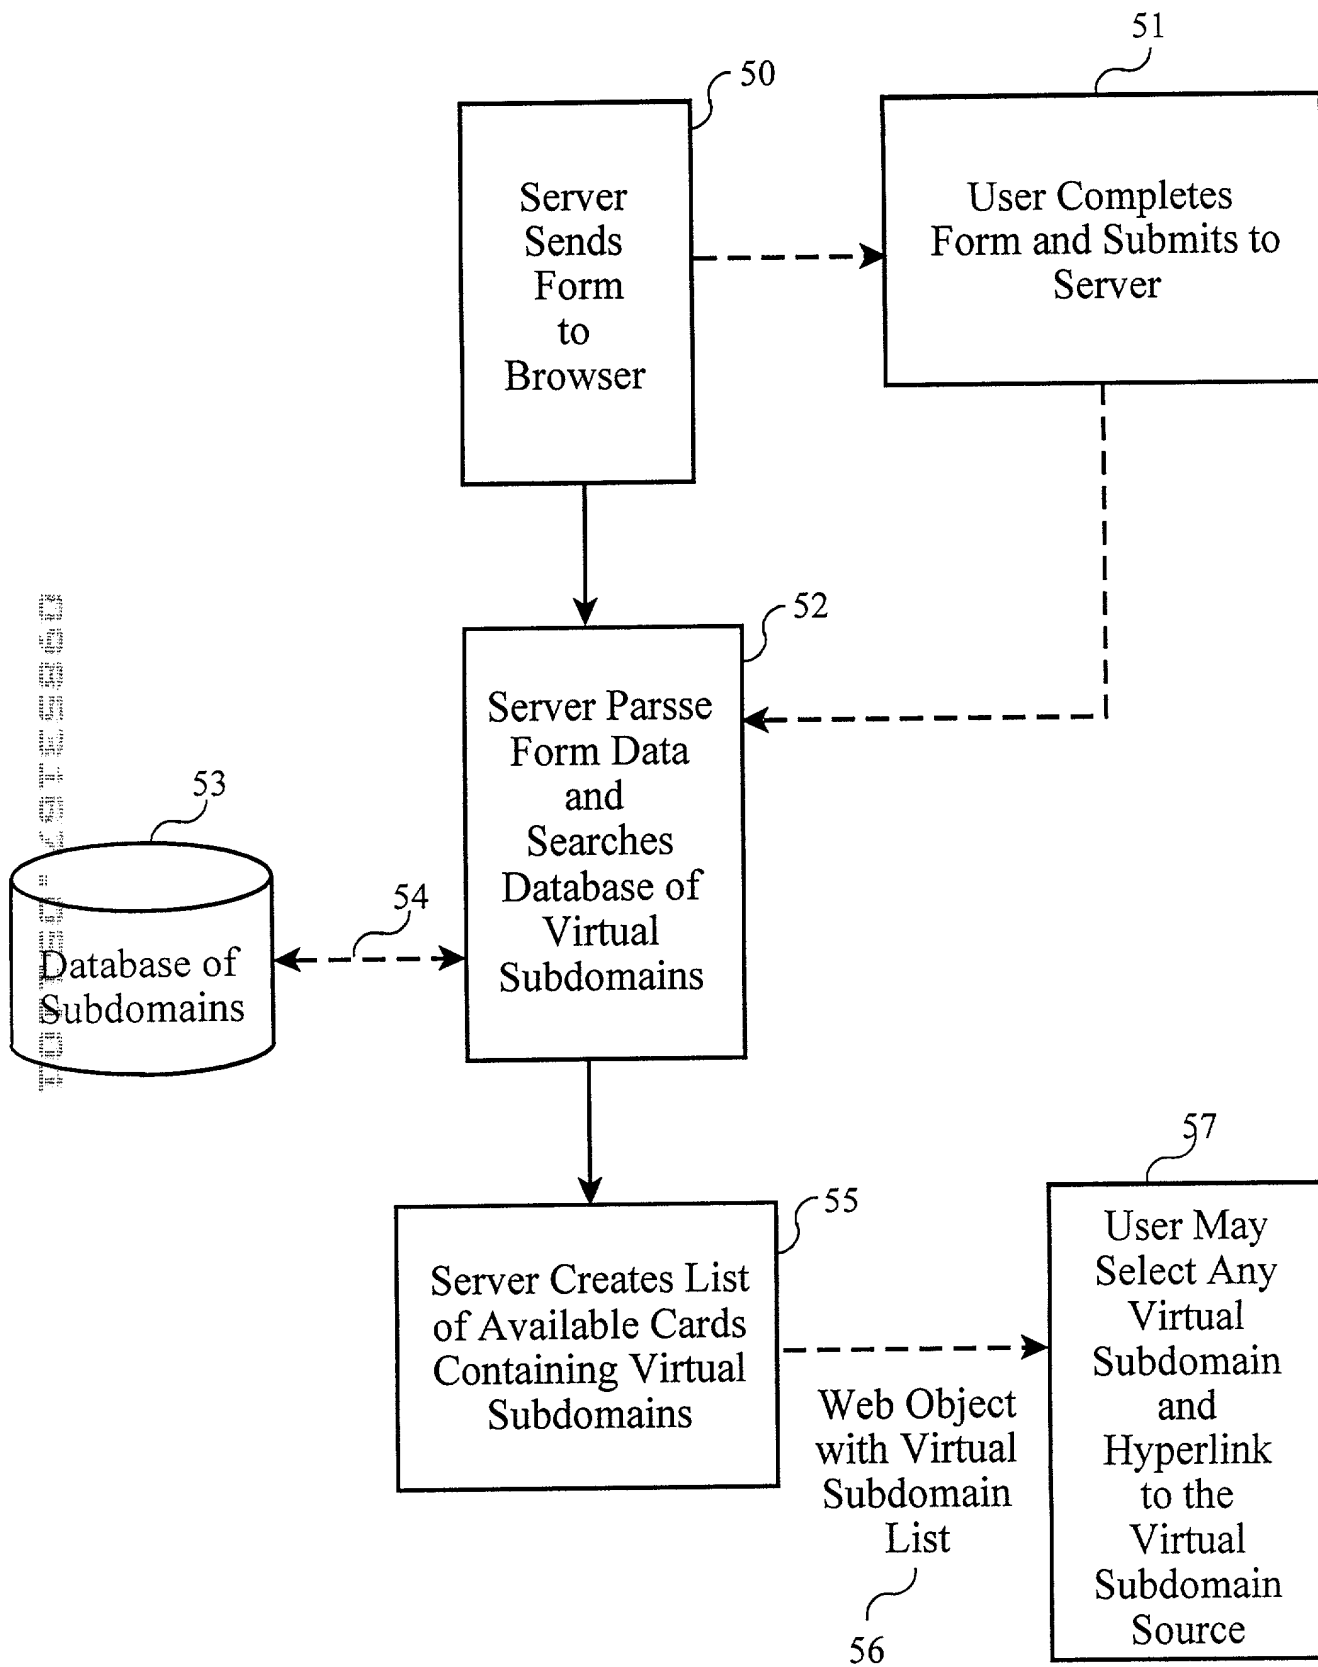 50
51
Server
Sends
Form
to
Browser
User Completes
Form and Submits to
Server
52
Server Parsse
Form Data
and
Searches
Database of
Virtual
Subdomains
53
Database of
Subdomains
54
55
Server Creates List
of Available Cards
Containing Virtual
Subdomains
Web Object
with Virtual
Subdomain
List
56
57
User May
Select Any
Virtual
Subdomain
and
Hyperlink
to the
Virtual
Subdomain
Source